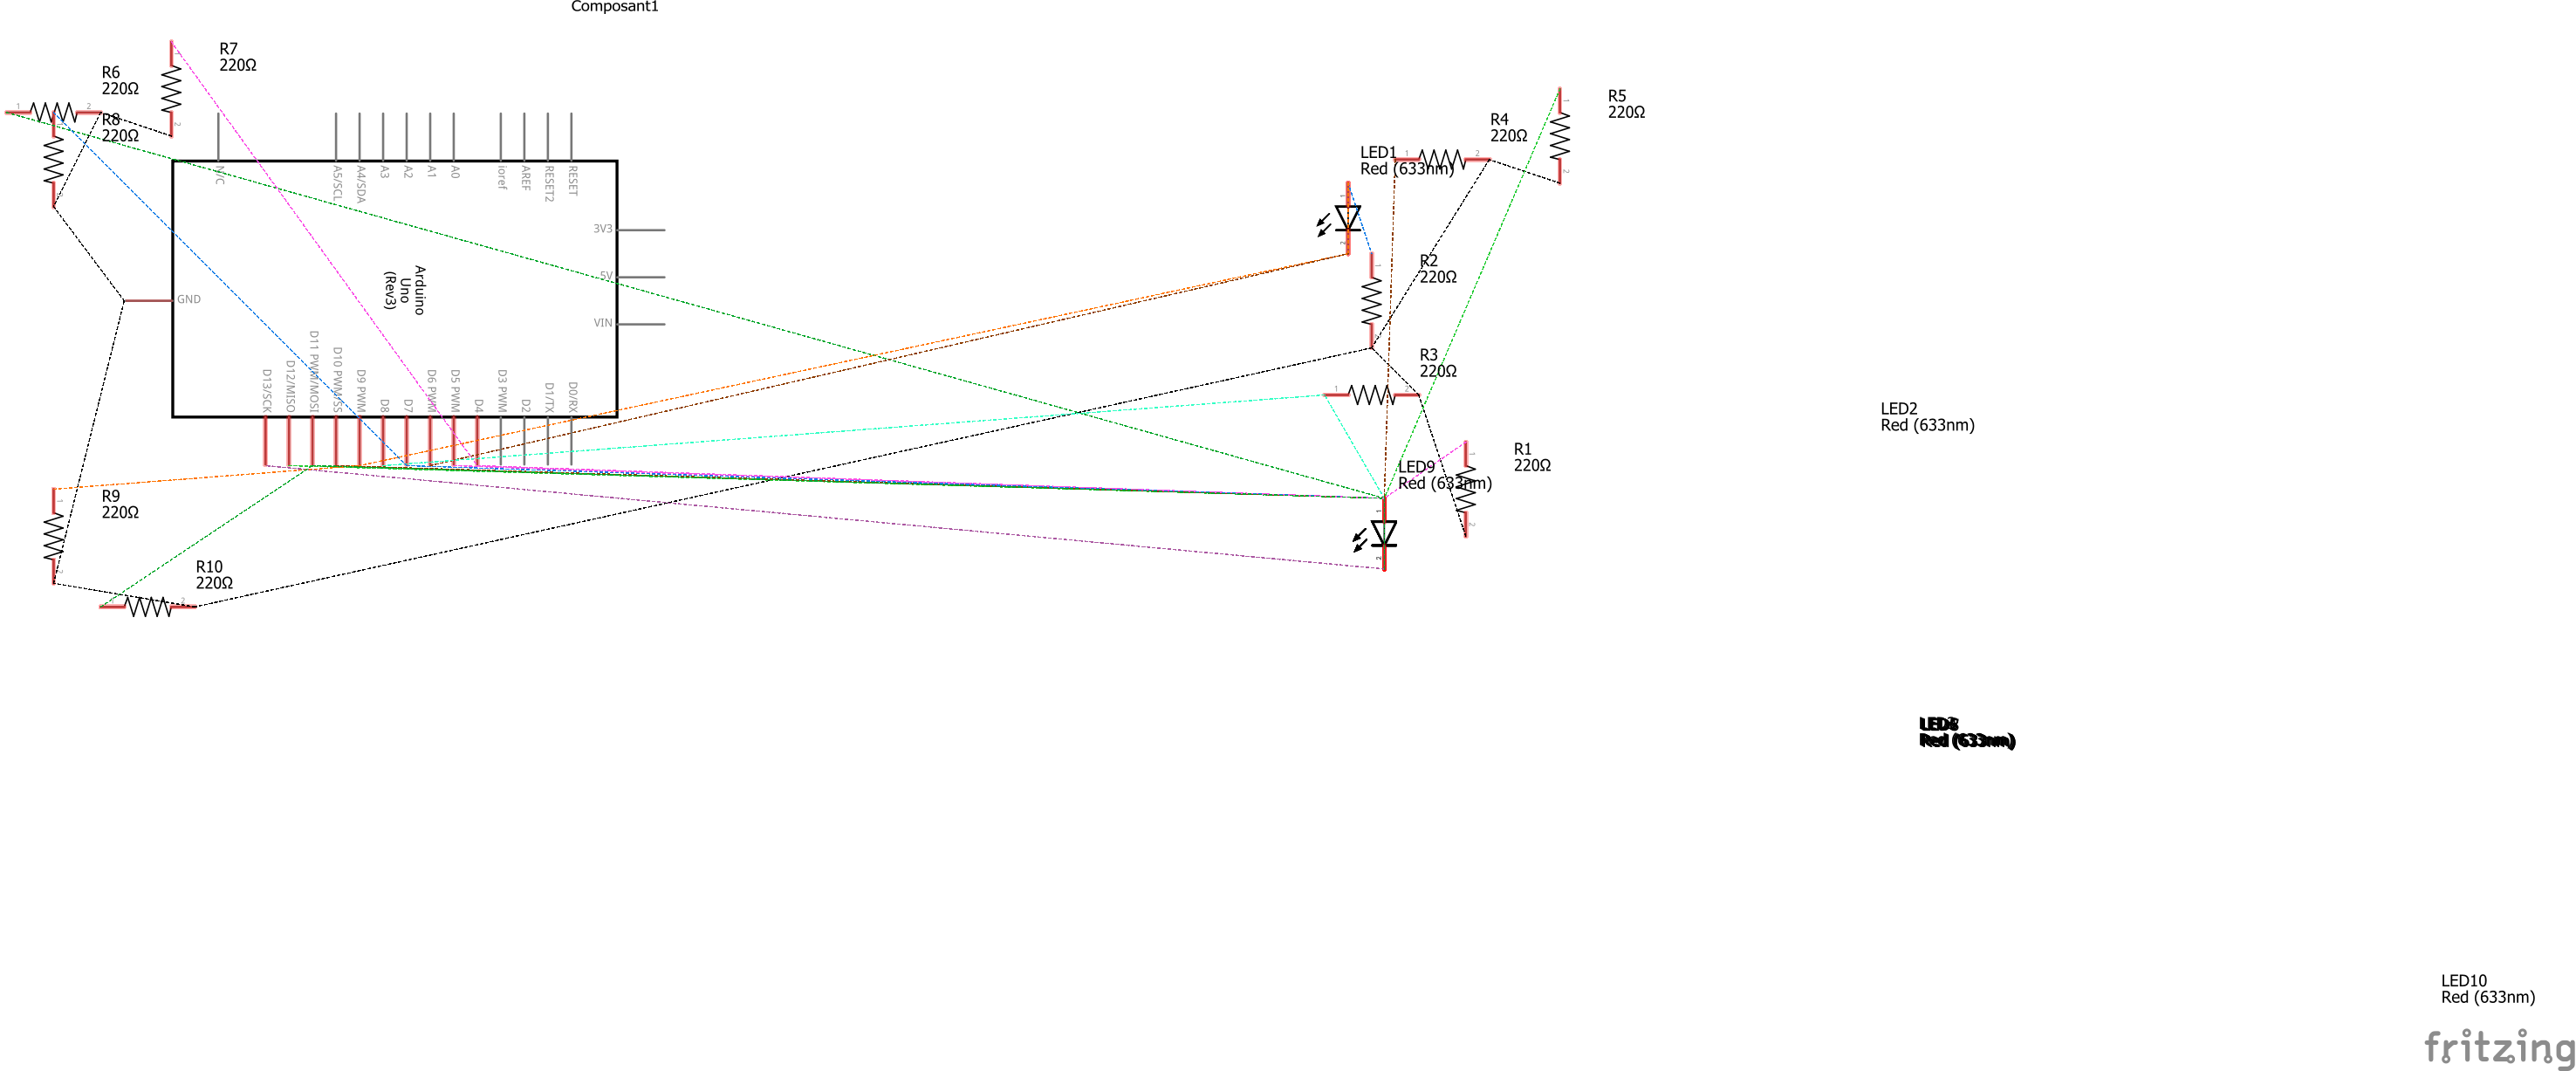 Composant1
R7
220Ω
R6
220Ω
R8
220Ω
R5
220Ω
R4
220Ω
LED1
Red (633nm)
N/C
A5/SCL
A4/SDA
A3
A2
A1
A0
ioref
AREF
RESET2
RESET
3V3
5V
VIN
GND
Arduino
Uno
(Rev3)
R2
220Ω
R3
220Ω
D13/SCK
D12/MISO
D11 PWM/MOSI
D10 PWM/SS
D9 PWM
D8
D7
D6 PWM
D5 PWM
D4
D3 PWM
D2
D1/TX
D0/RX
LED2
Red (633nm)
R1
220Ω
LED9
Red (633nm)
R9
220Ω
R10
220Ω
Red (633nm)
LED10
Red (633nm)
fritzing